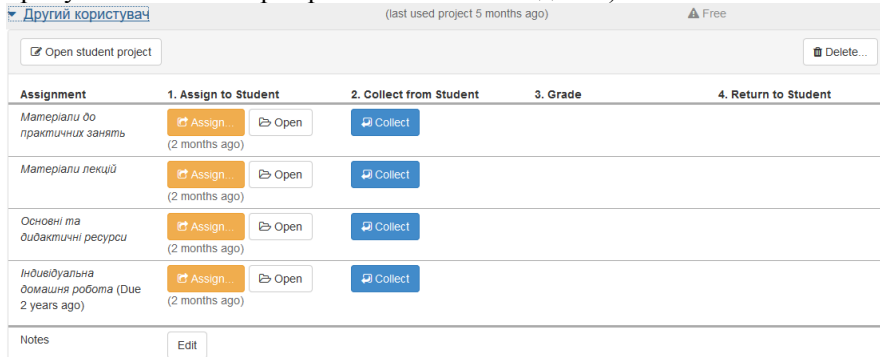 Другий користувач (last used project 5 months ago) Free
Open student project Delete...
Assignment 1. Assign to Student 2. Collect from Student 3. Grade 4. Return to Student
Матеріали до
практичних занять
Assign... Open Collect
(2 months ago)
Матеріали лекцій
Assign... Open Collect
(2 months ago)
Основні та
дидактичні ресурси
Assign... Open Collect
(2 months ago)
Індивідуальна
домашня робота (Due
2 years ago)
Assign... Open Collect
(2 months ago)
Notes Edit